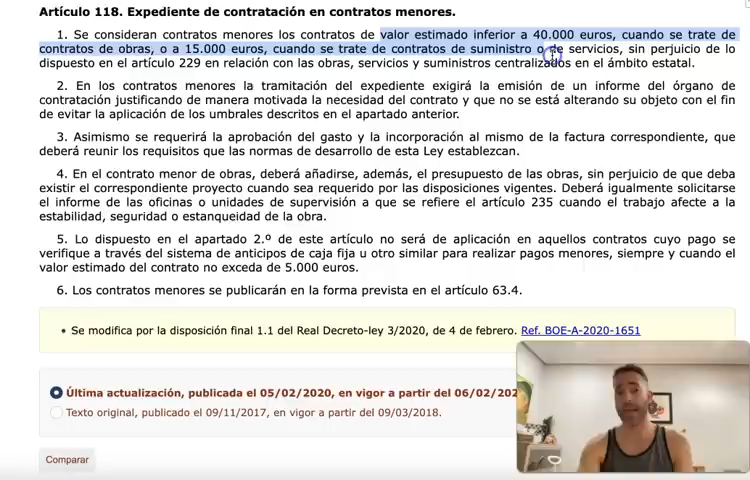 Artículo 118. Expediente de contratación en contratos menores.
1. Se consideran contratos menores los contratos de valor estimado inferior a 40.000 euros, cuando se trate de
contratos de obras, o a 15.000 euros, cuando se trate de contratos de suministro o de servicios, sin perjuicio de lo
dispuesto en el artículo 229 en relación con las obras, servicios y suministros centralizados en el ámbito estatal.
2. En los contratos menores la tramitación del expediente exigirá la emisión de un informe del órgano de
contratación justificando de manera motivada la necesidad del contrato y que no se está alterando su objeto con el fin
de evitar la aplicación de los umbrales descritos en el apartado anterior.
3. Asimismo se requerirá la aprobación del gasto y la incorporación al mismo de la factura correspondiente, que
deberá reunir los requisitos que las normas de desarrollo de esta Ley establezcan.
4. En el contrato menor de obras, deberá añadirse, además, el presupuesto de las obras, sin perjuicio de que deba
existir el correspondiente proyecto cuando sea requerido por las disposiciones vigentes. Deberá igualmente solicitarse
el informe de las oficinas o unidades de supervisión a que se refiere el artículo 235 cuando el trabajo afecte a la
estabilidad, seguridad o estanqueidad de la obra.
5. Lo dispuesto en el apartado 2.º de este artículo no será de aplicación en aquellos contratos cuyo pago se
verifique a través del sistema de anticipos de caja fija u otro similar para realizar pagos menores, siempre y cuando el
valor estimado del contrato no exceda de 5.000 euros.
6. Los contratos menores se publicarán en la forma prevista en el artículo 63.4.
• Se modifica por la disposición final 1.1 del Real Decreto-ley 3/2020, de 4 de febrero. Ref. BOE-A-2020-1651
Última actualización, publicada el 05/02/2020, en vigor a partir del 06/02/202
Texto original, publicado el 09/11/2017, en vigor a partir del 09/03/2018.
Comparar